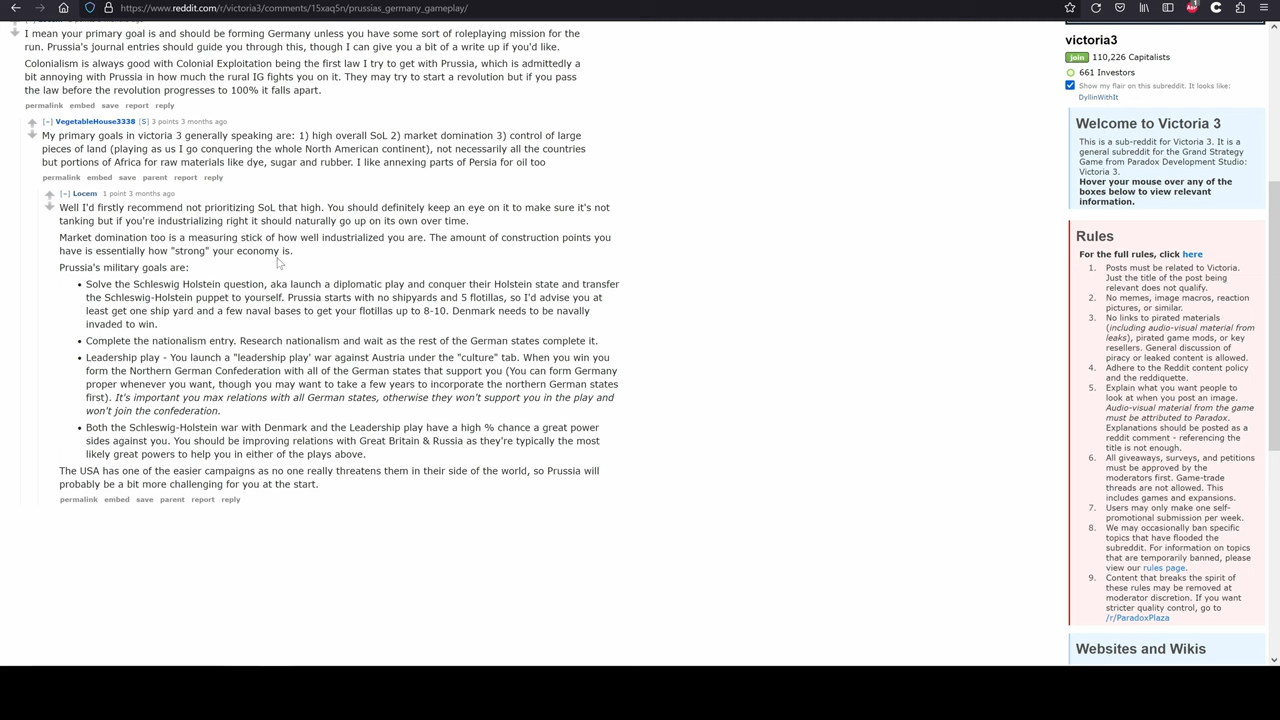 https://www.reddit.com/r/victoria3/comments/15xaq5n/prussias_germany_gameplay/
I mean your primary goal is and should be forming Germany unless you have some sort of roleplaying mission for the
run. Prussia's journal entries should guide you through this, though I can give you a bit of a write up if you'd like.
Colonialism is always good with Colonial Exploitation being the first law I try to get with Prussia, which is admittedly a
bit annoying with Prussia in how much the rural IG fights you on it. They may try to start a revolution but if you pass
the law before the revolution progresses to 100% it falls apart.
permalink embed save report reply
[–] VegetableHouse3338 [S] 3 points 3 months ago
My primary goals in victoria 3 generally speaking are: 1) high overall SoL 2) market domination 3) control of large
pieces of land (playing as us I go conquering the whole North American continent), not necessarily all the countries
but portions of Africa for raw materials like dye, sugar and rubber. I like annexing parts of Persia for oil too
permalink embed save parent report reply
[–] Locem 1 point 3 months ago
Well I'd firstly recommend not prioritizing SoL that high. You should definitely keep an eye on it to make sure it's not
tanking but if you're industrializing right it should naturally go up on its own over time.
Market domination too is a measuring stick of how well industrialized you are. The amount of construction points you
have is essentially how "strong" your economy is.
Prussia's military goals are:
• Solve the Schleswig Holstein question, aka launch a diplomatic play and conquer their Holstein state and transfer
the Schleswig-Holstein puppet to yourself. Prussia starts with no shipyards and 5 flotillas, so I'd advise you at
least get one ship yard and a few naval bases to get your flotillas up to 8-10. Denmark needs to be navally
invaded to win.
• Complete the nationalism entry. Research nationalism and wait as the rest of the German states complete it.
• Leadership play - You launch a "leadership play' war against Austria under the "culture" tab. When you win you
form the Northern German Confederation with all of the German states that support you (You can form Germany
proper whenever you want, though you may want to take a few years to incorporate the northern German states
first). It's important you max relations with all German states, otherwise they won't support you in the play and
won't join the confederation.
• Both the Schleswig-Holstein war with Denmark and the Leadership play have a high % chance a great power
sides against you. You should be improving relations with Great Britain & Russia as they're typically the most
likely great powers to help you in either of the plays above.
The USA has one of the easier campaigns as no one really threatens them in their side of the world, so Prussia will
probably be a bit more challenging for you at the start.
permalink embed save parent report reply
victoria3
join 110,226 Capitalists
661 Investors
Show my flair on this subreddit. It looks like:
DyllinWithIt
Welcome to Victoria 3
This is a sub-reddit for Victoria 3. It is a
general subreddit for the Grand Strategy
Game from Paradox Development Studio:
Victoria 3.
Hover your mouse over any of the
boxes below to view relevant
information.
Rules
For the full rules, click here
1. Posts must be related to Victoria.
Just the title of the post being
relevant does not qualify.
2. No memes, image macros, reaction
pictures, or similar.
3. No links to pirated materials
(including audio-visual material from
leaks), pirated game mods, or key
resellers. General discussion of
piracy or leaked content is allowed.
4. Adhere to the Reddit content policy
and the reddiquette.
5. Explain what you want people to
look at when you post an image.
Audio-visual material from the game
must be attributed to Paradox.
Explanations should be posted as a
reddit comment - referencing the
title is not enough.
6. All giveaways, surveys, and petitions
must be approved by the
moderators first. Game-trade
threads are not allowed. This
includes games and expansions.
7. Users may only make one self-
promotional submission per week.
8. We may occasionally ban specific
topics that have flooded the
subreddit. For information on topics
that are temporarily banned, please
view our rules page.
9. Content that breaks the spirit of
these rules may be removed at
moderator discretion. If you want
stricter quality control, go to
/r/ParadoxPlaza
Websites and Wikis